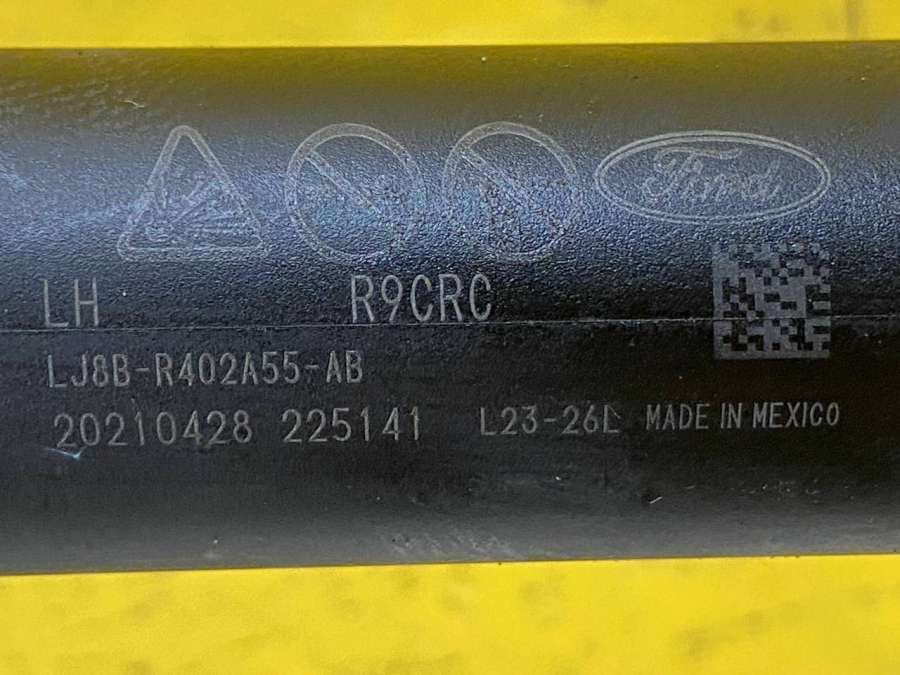 Ford
LH R9CRC
LJ8B-R402A55-AB
20210428 225141 L23-26L MADE IN MEXICO